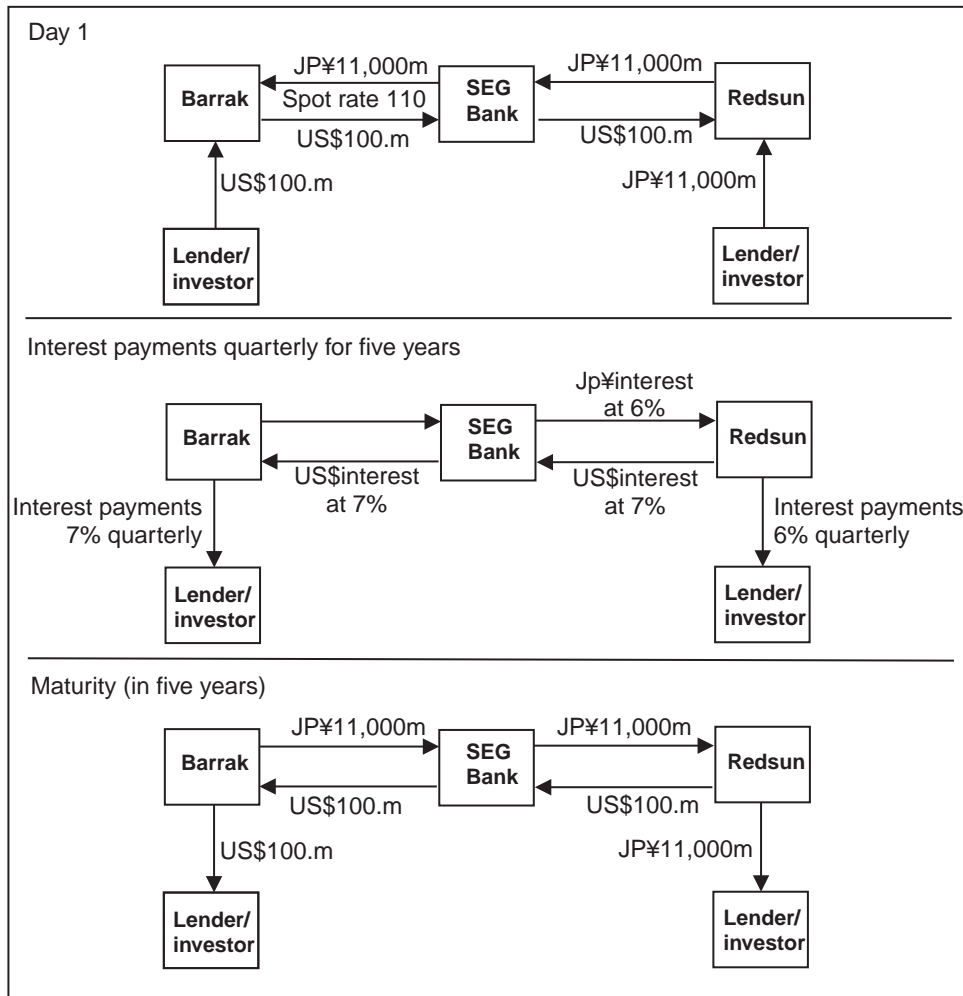 Day 1
JP¥11,000m
JP¥11,000m
Barrak
Spot rate 110
SEG
Bank
Redsun
US$100.m
US$100.m
US$100.m
JP¥11,000m
Lender/
investor
Lender/
investor
Interest payments quarterly for five years
Jp¥interest
at 6%
Barrak
SEG
Bank
Redsun
US$interest
at 7%
US$interest
at 7%
Interest payments
7% quarterly
Interest payments
6% quarterly
Lender/
investor
Lender/
investor
Maturity (in five years)
JP¥11,000m
JP¥11,000m
Barrak
SEG
Bank
Redsun
US$100.m
US$100.m
US$100.m
JP¥11,000m
Lender/
investor
Lender/
investor